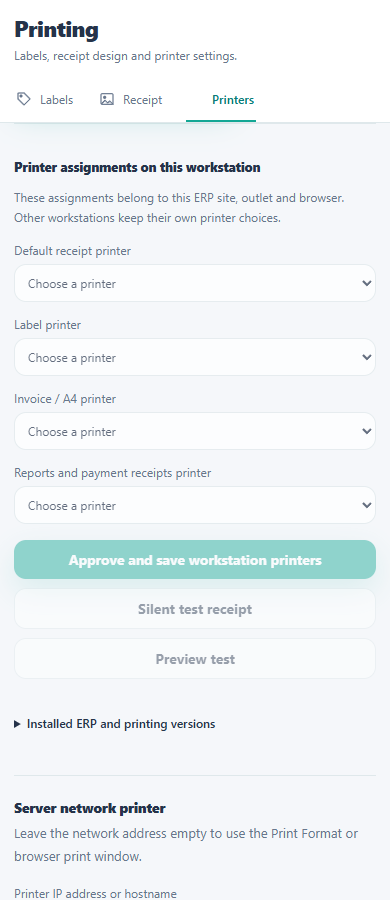 Printing
Labels, receipt design and printer settings.
Labels
Receipt
Printers
Printer assignments on this workstation
These assignments belong to this ERP site, outlet and browser.
Other workstations keep their own printer choices.
Default receipt printer
Choose a printer
Label printer
Choose a printer
Invoice / A4 printer
Choose a printer
Reports and payment receipts printer
Choose a printer
Approve and save workstation printers
Silent test receipt
Preview test
Installed ERP and printing versions
Server network printer
Leave the network address empty to use the Print Format or
browser print window.
Printer IP address or hostname